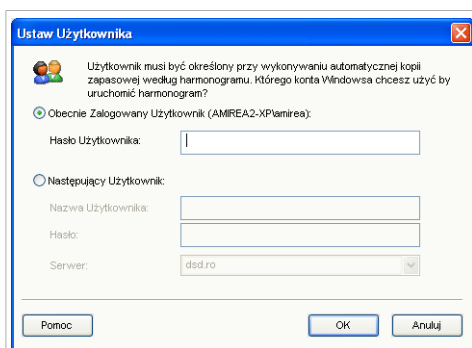 Ustaw Użytkownika
Użytkownik musi być określony przy wykonywaniu automatycznej kopii
zapasowej według harmonogramu. Którego konta Windowsa chcesz użyć by
uruchomić harmonogram?
Obecnie Zalogowany Użytkownik (AMIREA2-XP\amirea):
Hasło Użytkownika:
Następujący Użytkownik:
Nazwa Użytkownika:
Hasło:
Serwer: dsd.ro
Pomoc OK Anuluj